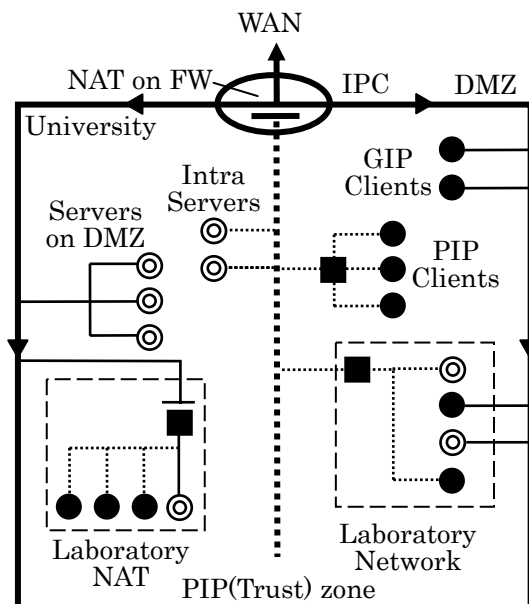 WAN
NAT on FW
IPC
DMZ
University
GIP
Clients
Intra
Servers
Servers
on DMZ
PIP
Clients
Laboratory
NAT
Laboratory
Network
PIP(Trust) zone